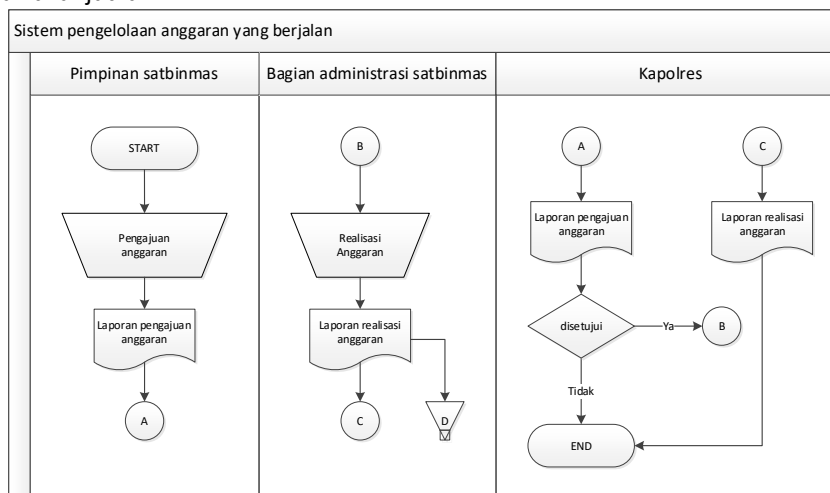 Sistem pengelolaan anggaran yang berjalan
Pimpinan satbinmas
Bagian administrasi satbinmas
Kapolres
START
Pengajuan
anggaran
Laporan pengajuan
anggaran
A
B
Realisasi
Anggaran
Laporan realisasi
anggaran
C
D
A
Laporan pengajuan
anggaran
disetujui
Ya
B
Tidak
END
C
Laporan realisasi
anggaran